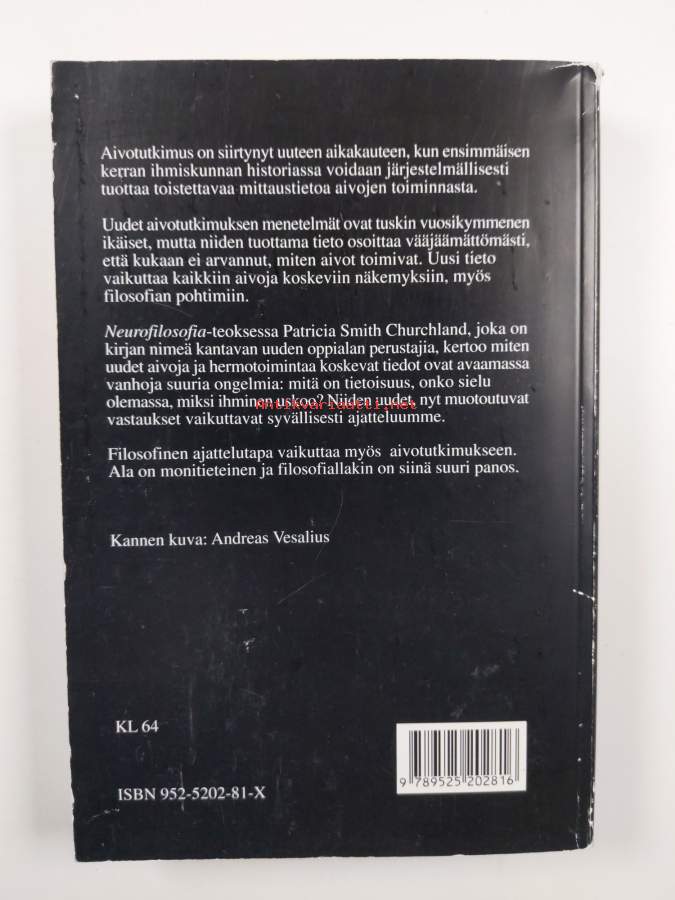 Aivotutkimus on siirtynyt uuteen aikakauteen, kun ensimmäisen
kerran ihmiskunnan historiassa voidaan järjestelmällisesti
tuottaa toistettavaa mittaustietoa aivojen toiminnasta.
Uudet aivotutkimuksen menetelmät ovat tuskin vuosikymmenen
ikäiset, mutta niiden tuottama tieto osoittaa vääjäämättömästi,
että kukaan ei arvannut, miten aivot toimivat. Uusi tieto
vaikuttaa kaikkiin aivoja koskeviin näkemyksiin, myös
filosofian pohtimiin.
Neurofilosofia-teoksessa Patricia Smith Churchland, joka on
kirjan nimeä kantavan uuden oppialan perustajia, kertoo miten
uudet aivoja ja hermotoimintaa koskevat tiedot ovat avaamassa
vanhoja suuria ongelmia: mitä on tietoisuus, onko sielu
olemassa, miksi ihminen uskoo? Niiden uudet, nyt muotoutuvat
Antikvariaatti.net
vastaukset vaikuttavat syvällisesti ajatteluumme.
Filosofinen ajattelutapa vaikuttaa myös aivotutkimukseen.
Ala on monitieteinen ja filosofiallakin on siinä suuri panos.
Kannen kuva: Andreas Vesalius
KL 64
ISBN 952-5202-81-X
9 789525 202816